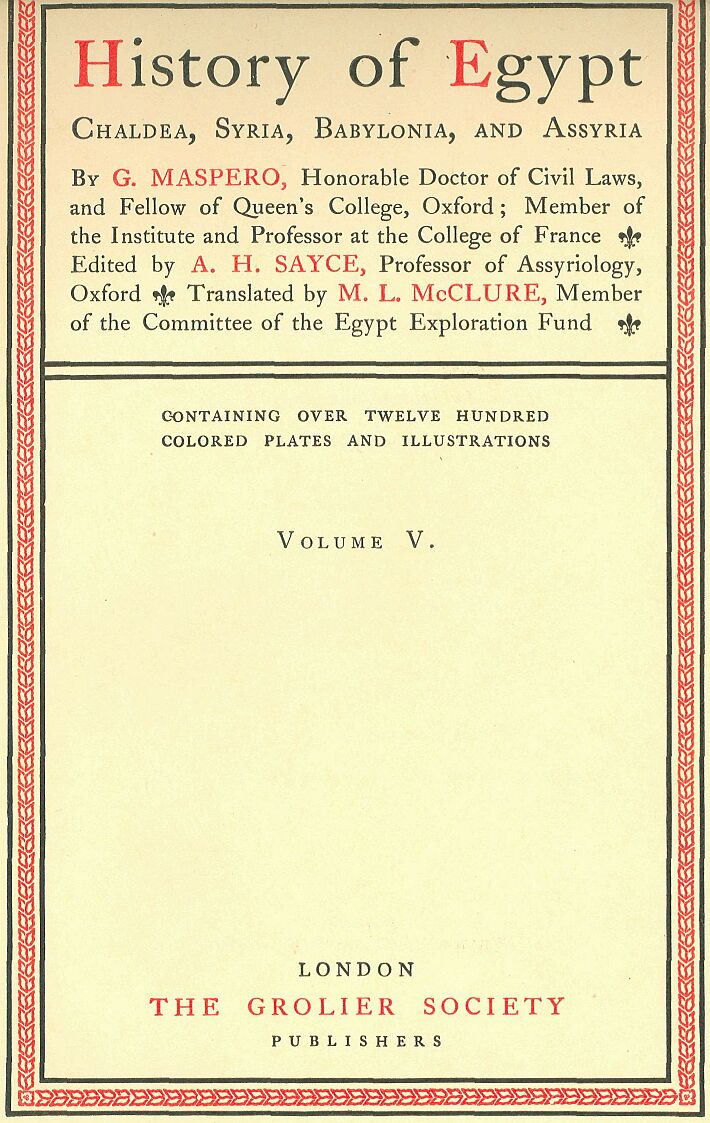 History of Egypt
CHALDEA, SYRIA, BABYLONIA, AND ASSYRIA
BY G. MASPERO, Honorable Doctor of Civil Laws,
and Fellow of Queen's College, Oxford; Member of
the Institute and Professor at the College of France
Edited by A. H. SAYCE, Professor of Assyriology,
Oxford Translated by M. L. McCLURE, Member
of the Committee of the Egypt Exploration Fund
CONTAINING OVER TWELVE HUNDRED
COLORED PLATES AND ILLUSTRATIONS
VOLUME V.
LONDON
THE GROLIER SOCIETY
PUBLISHERS